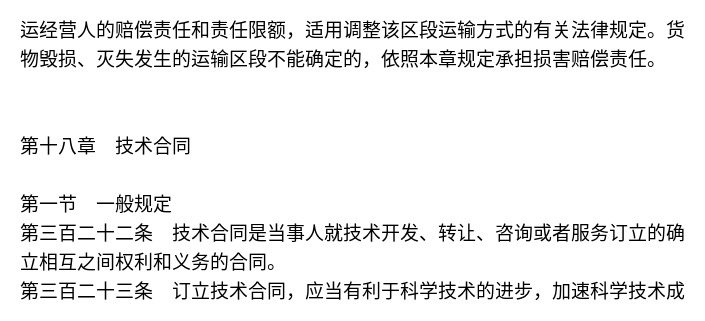 运经营人的赔偿责任和责任限额，适用调整该区段运输方式的有关法律规定。货
物毁损、灭失发生的运输区段不能确定的，依照本章规定承担损害赔偿责任。
第十八章　技术合同
第一节　一般规定
第三百二十二条　技术合同是当事人就技术开发、转让、咨询或者服务订立的确
立相互之间权利和义务的合同。
第三百二十三条　订立技术合同，应当有利于科学技术的进步，加速科学技术成